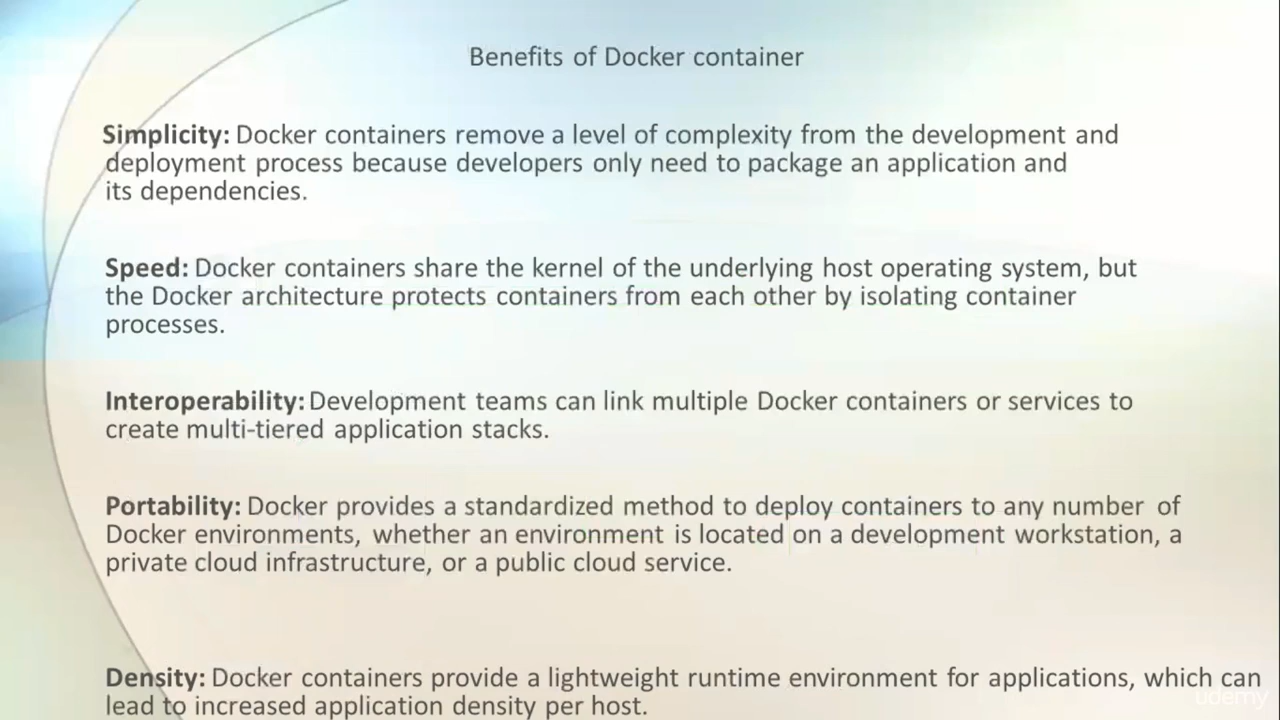 Benefits of Docker container
Simplicity: Docker containers remove a level of complexity from the development and
deployment process because developers only need to package an application and
its dependencies.
Speed: Docker containers share the kernel of the underlying host operating system, but
the Docker architecture protects containers from each other by isolating container
processes.
Interoperability: Development teams can link multiple Docker containers or services to
create multi-tiered application stacks.
Portability: Docker provides a standardized method to deploy containers to any number of
Docker environments, whether an environment is located on a development workstation, a
private cloud infrastructure, or a public cloud service.
Density: Docker containers provide a lightweight runtime environment for applications, which can
lead to increased application density per host.
udemy